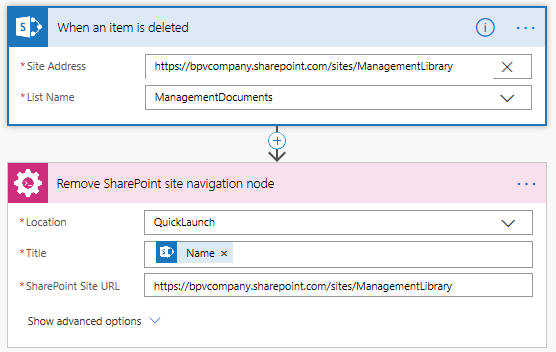 When an item is deleted
* Site Address https://bpvcompany.sharepoint.com/sites/ManagementLibrary
* List Name ManagementDocuments
Remove SharePoint site navigation node
* Location QuickLaunch
* Title Name ×
* SharePoint Site URL https://bpvcompany.sharepoint.com/sites/ManagementLibrary
Show advanced options